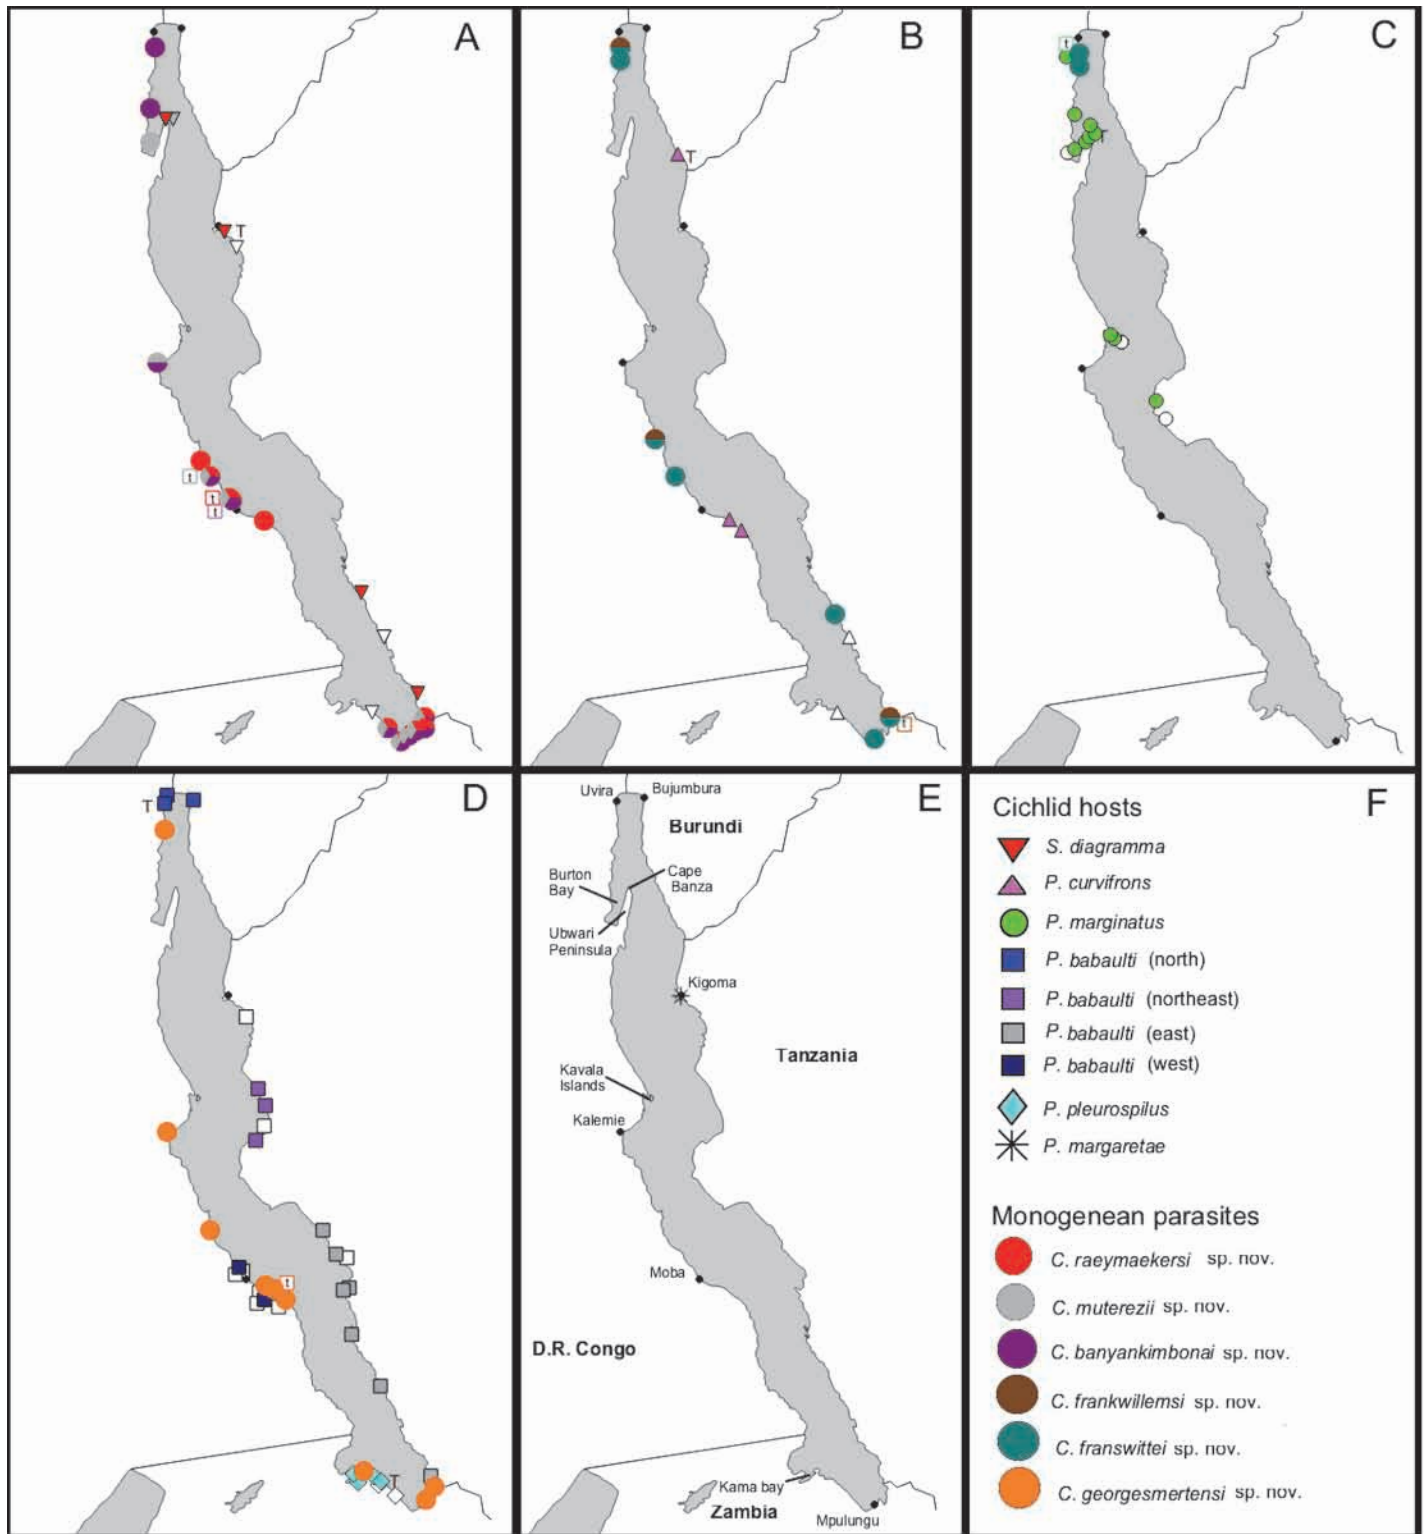 A
T
t
t
t
B
T
t
C
t
T
D
T
t
T
E
Uvira
Bujumbura
Burundi
Burton
Bay
Cape
Banza
Ubwari
Peninsula
Kigoma
Tanzania
Kavala
Islands
Kalemie
Moba
D.R. Congo
Kama bay
Zambia
Mpulungu
F
Cichlid hosts
S. diagramma
P. curvifrons
P. marginatus
P. babaulti (north)
P. babaulti (northeast)
P. babaulti (east)
P. babaulti (west)
P. pleurospilus
P. margaretae
Monogenean parasites
C. raeymaekersi sp. nov.
C. muterezii sp. nov.
C. banyankimbonai sp. nov.
C. frankwillemsi sp. nov.
C. franswittei sp. nov.
C. georgesmertensi sp. nov.